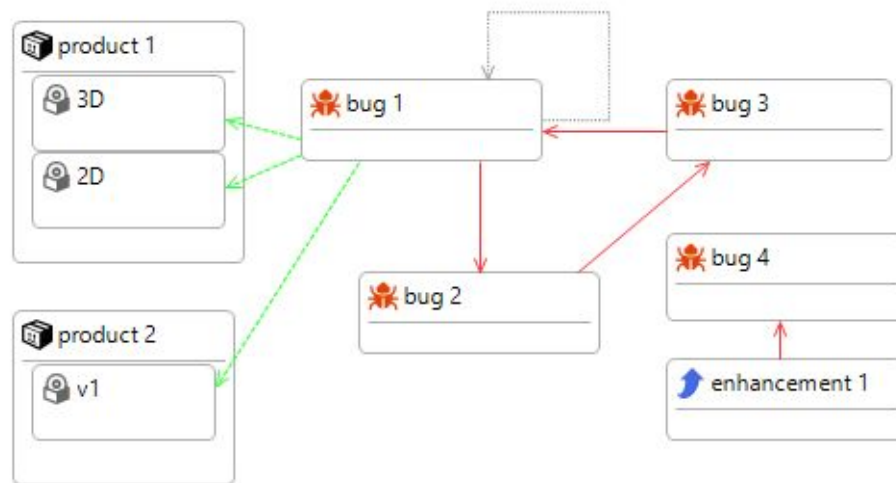 product 1
3D
2D
bug 1
bug 3
bug 2
bug 4
product 2
v1
enhancement 1